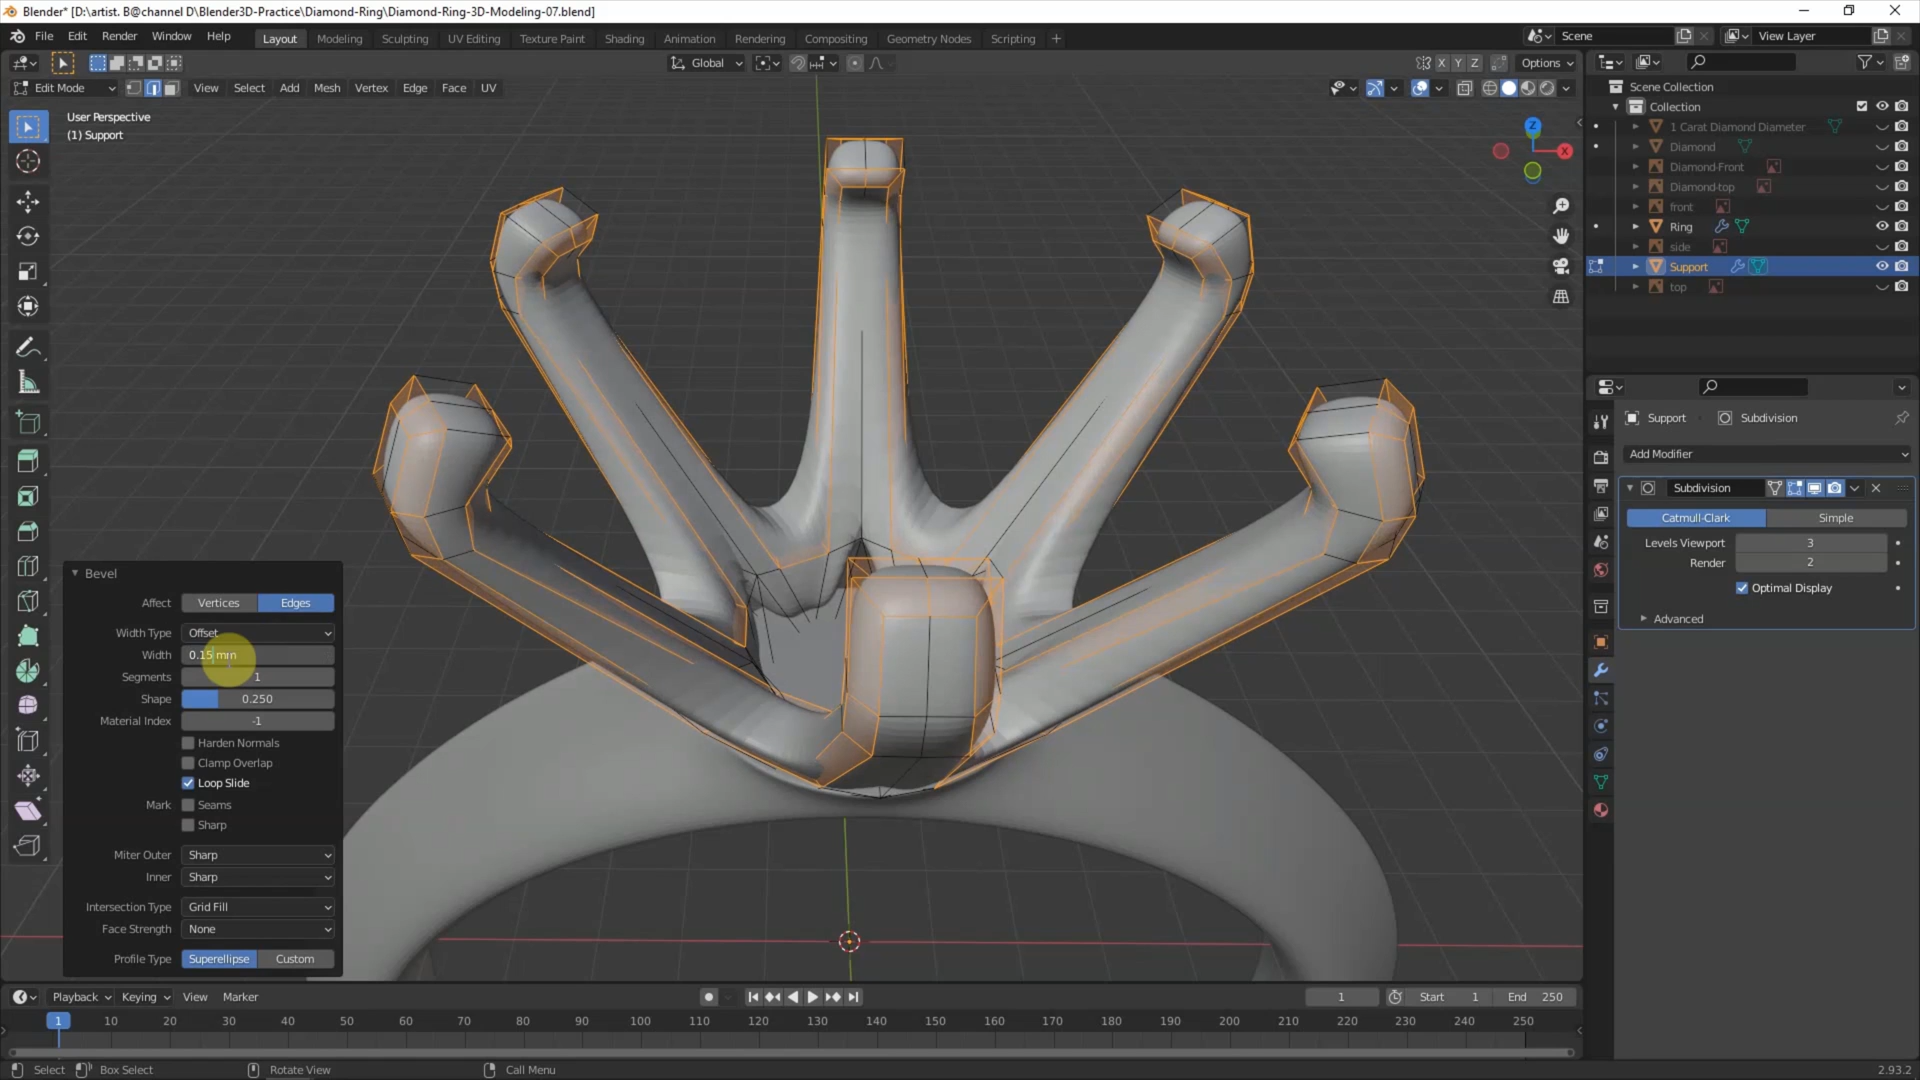 Blender* [D:\artist. B@channel D\Blender3D-Practice\Diamond-Ring\Diamond-Ring-3D-Modeling-07.blend]
File Edit Render Window Help Layout Modeling Sculpting UV Editing Texture Paint Shading Animation Rendering Compositing Geometry Nodes Scripting + Scene View Layer
Global X Y Z Options
Edit Mode View Select Add Mesh Vertex Edge Face UV
User Perspective
(1) Support
Z
X
Scene Collection
Collection
1 Carat Diamond Diameter
Diamond
Diamond-Front
Diamond-top
front
Ring
side
Support
top
Support Subdivision
Add Modifier
Subdivision
Catmull-Clark Simple
Levels Viewport 3
Render 2
Optimal Display
Advanced
Bevel
Affect Vertices Edges
Width Type Offset
Width 0.15 mm
Segments 1
Shape 0.250
Material Index -1
Harden Normals
Clamp Overlap
Loop Slide
Mark Seams
Sharp
Miter Outer Sharp
Inner Sharp
Intersection Type Grid Fill
Face Strength None
Profile Type Superellipse Custom
Playback Keying View Marker 1 Start 1 End 250
1 10 20 30 40 50 60 70 80 90 100 110 120 130 140 150 160 170 180 190 200 210 220 230 240 250
Select Box Select Rotate View Call Menu 2.93.2